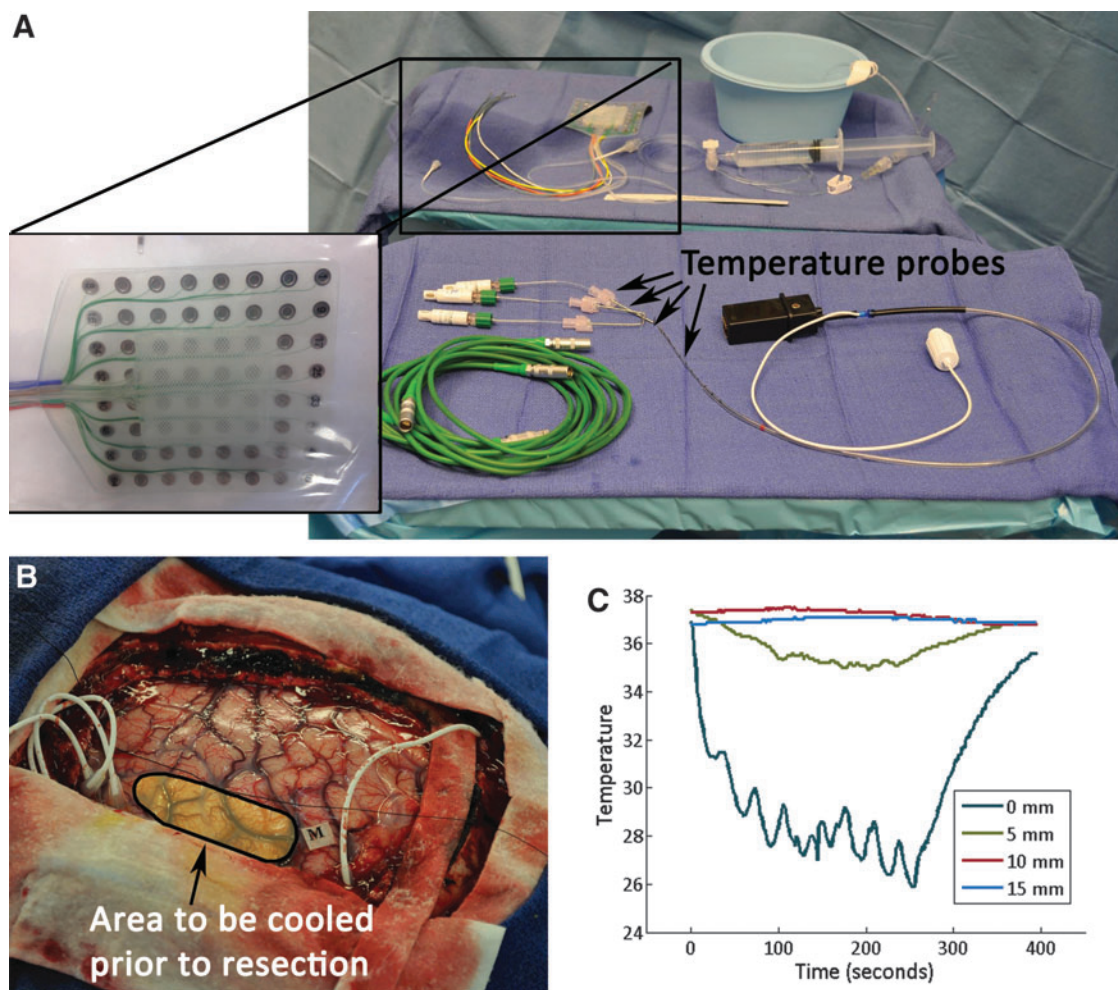 A
Temperature probes
B
M
Area to be cooled
prior to resection
C
Temperature
38
36
34
32
30
28
26
24
0 mm
5 mm
10 mm
15 mm
0
100
200
300
400
Time (seconds)